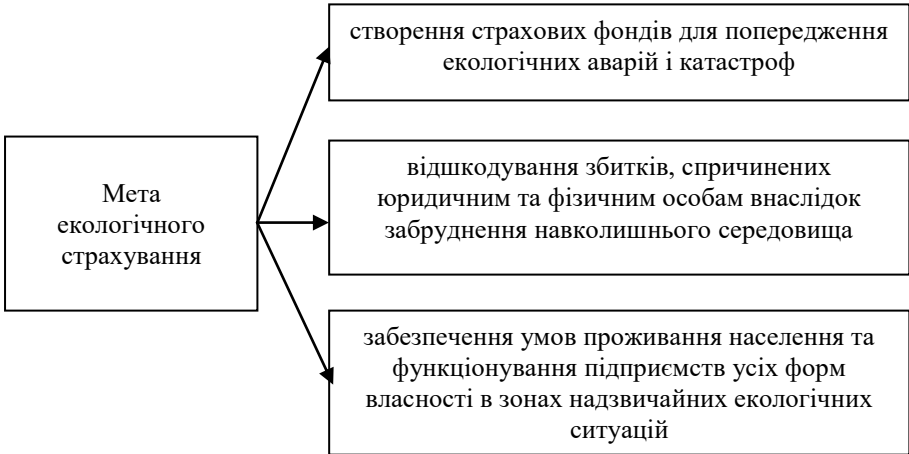 створення страхових фондів для попередження
екологічних аварій і катастроф
Мета
екологічного
страхування
відшкодування збитків, спричинених
юридичним та фізичним особам внаслідок
забруднення навколишнього середовища
забезпечення умов проживання населення та
функціонування підприємств усіх форм
власності в зонах надзвичайних екологічних
ситуацій